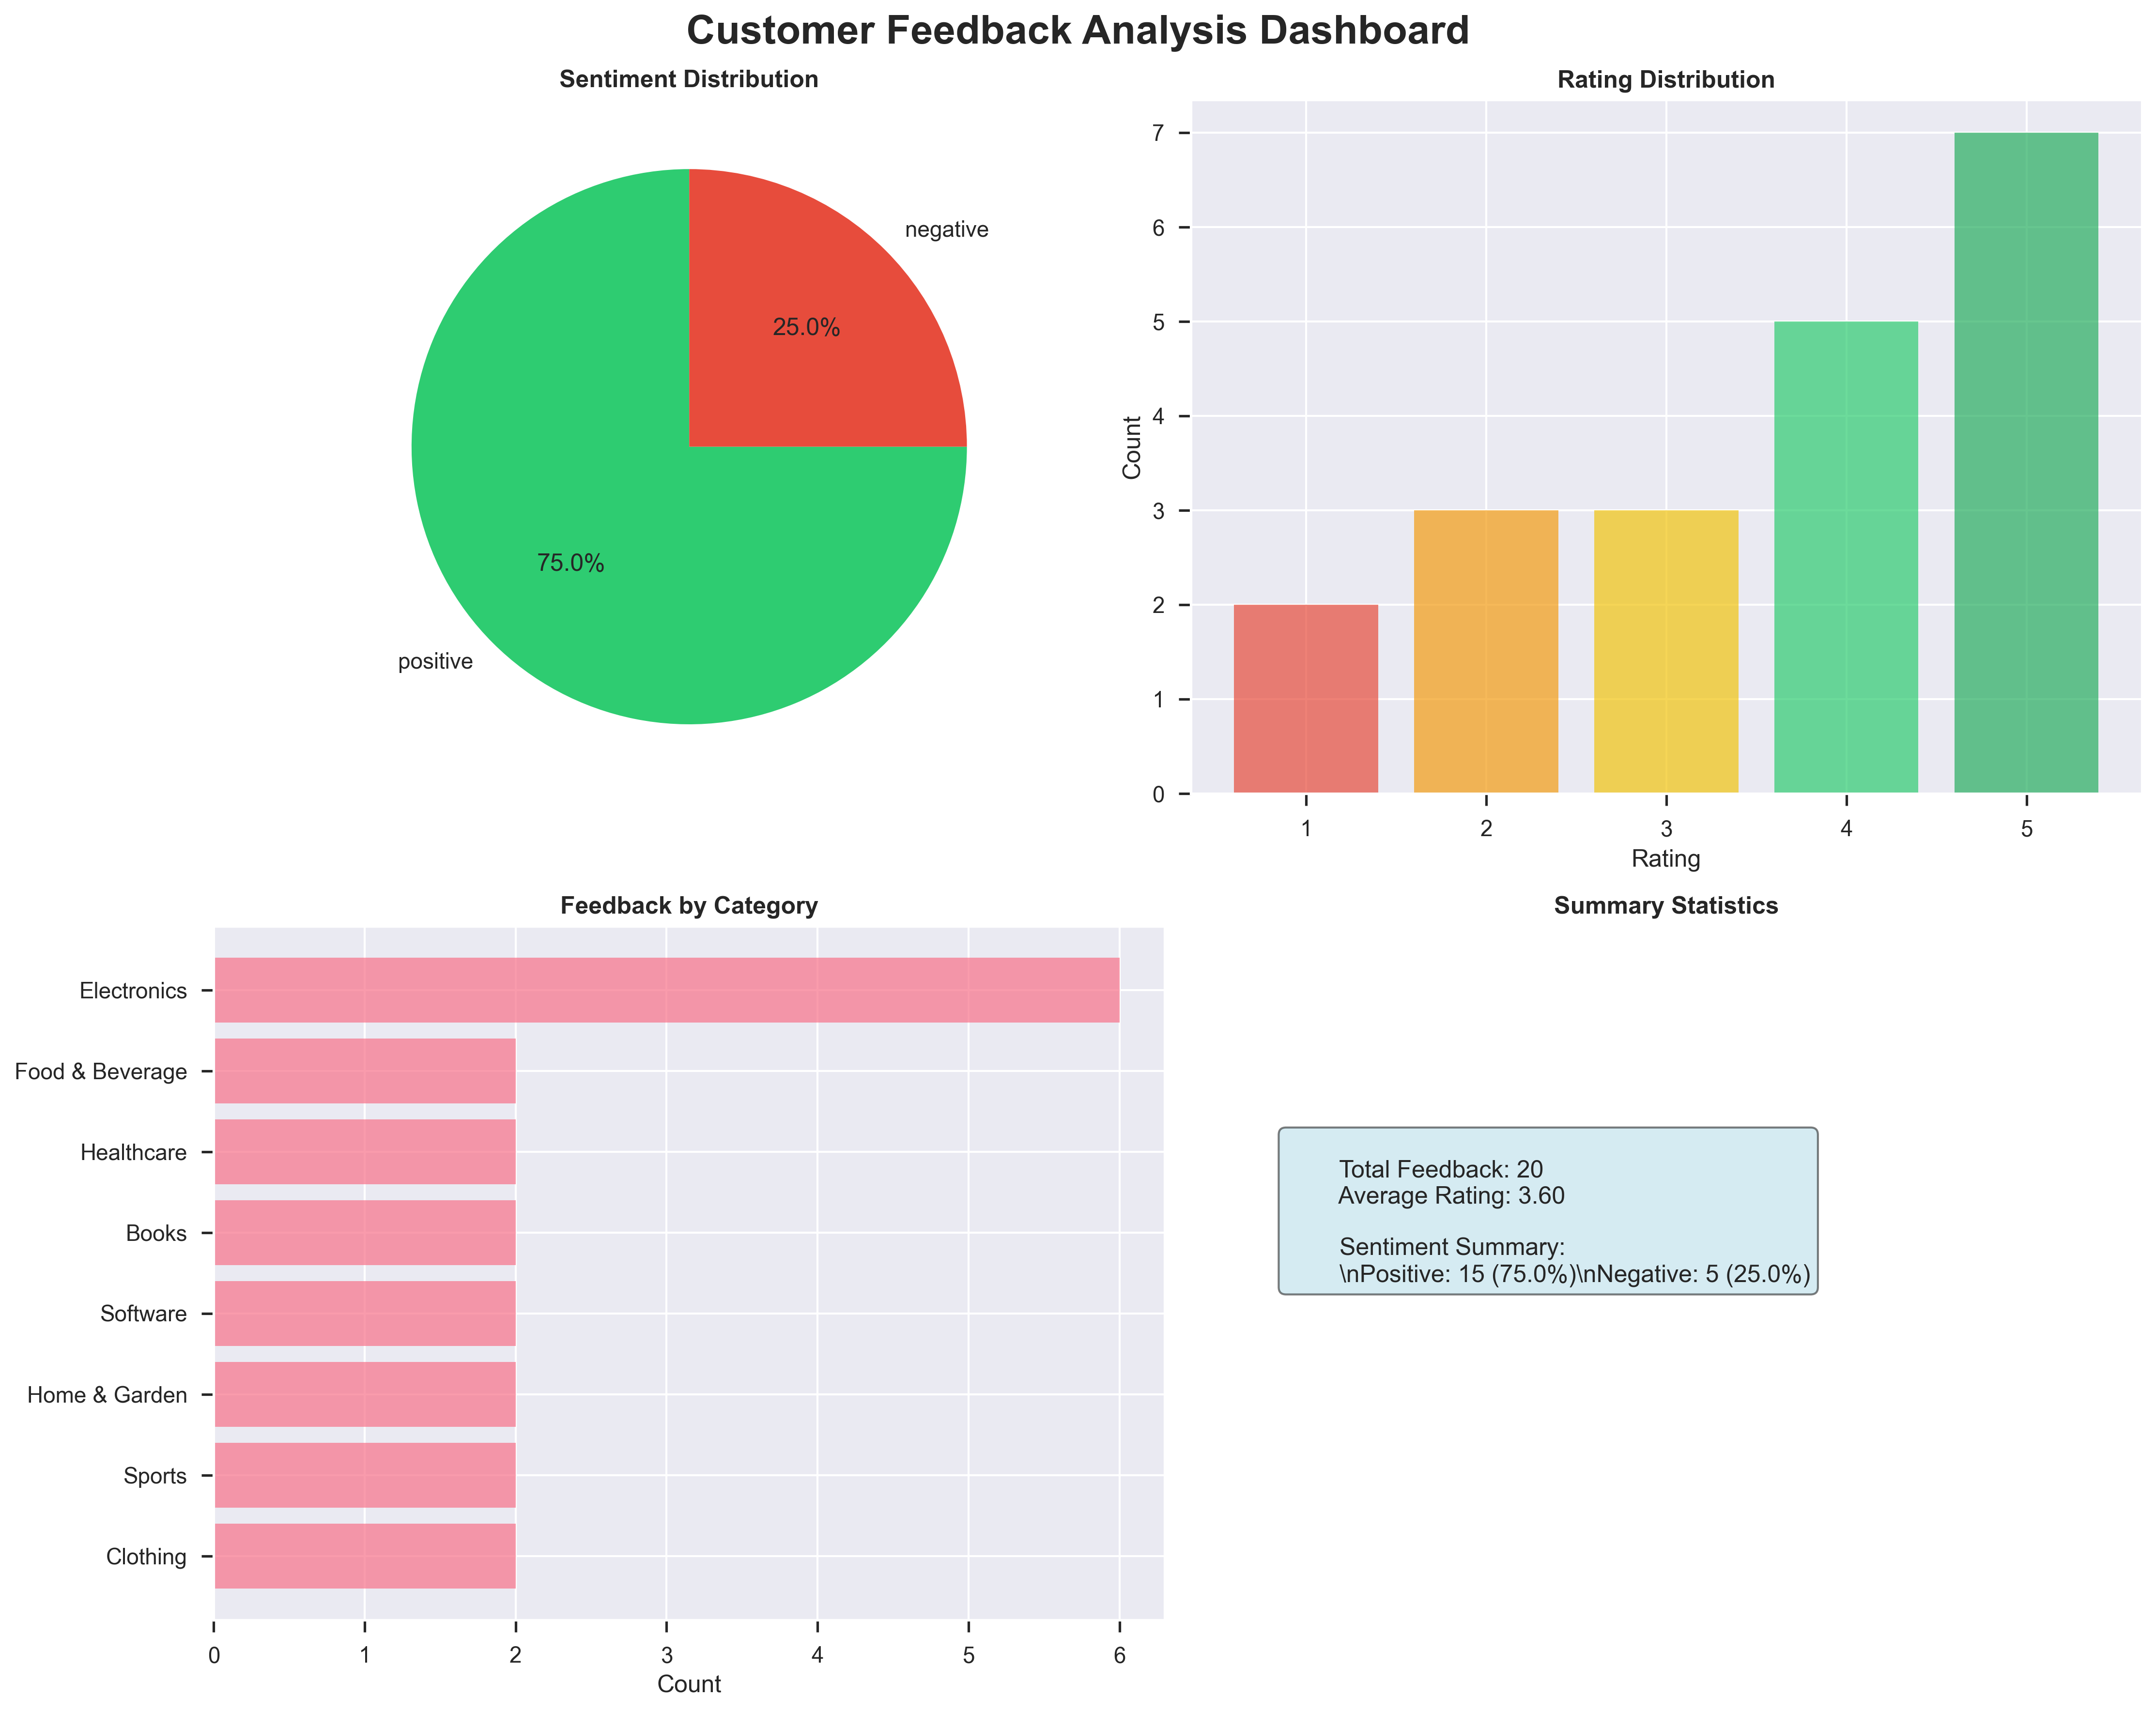 Customer Feedback Analysis Dashboard
Sentiment Distribution
negative
25.0%
75.0%
positive
Rating Distribution
7
6
5
4
3
2
1
0
Count
1 2 3 4 5
Rating
Feedback by Category
Electronics
Food & Beverage
Healthcare
Books
Software
Home & Garden
Sports
Clothing
0 1 2 3 4 5 6
Count
Summary Statistics
Total Feedback: 20
Average Rating: 3.60
Sentiment Summary:
\nPositive: 15 (75.0%)\nNegative: 5 (25.0%)